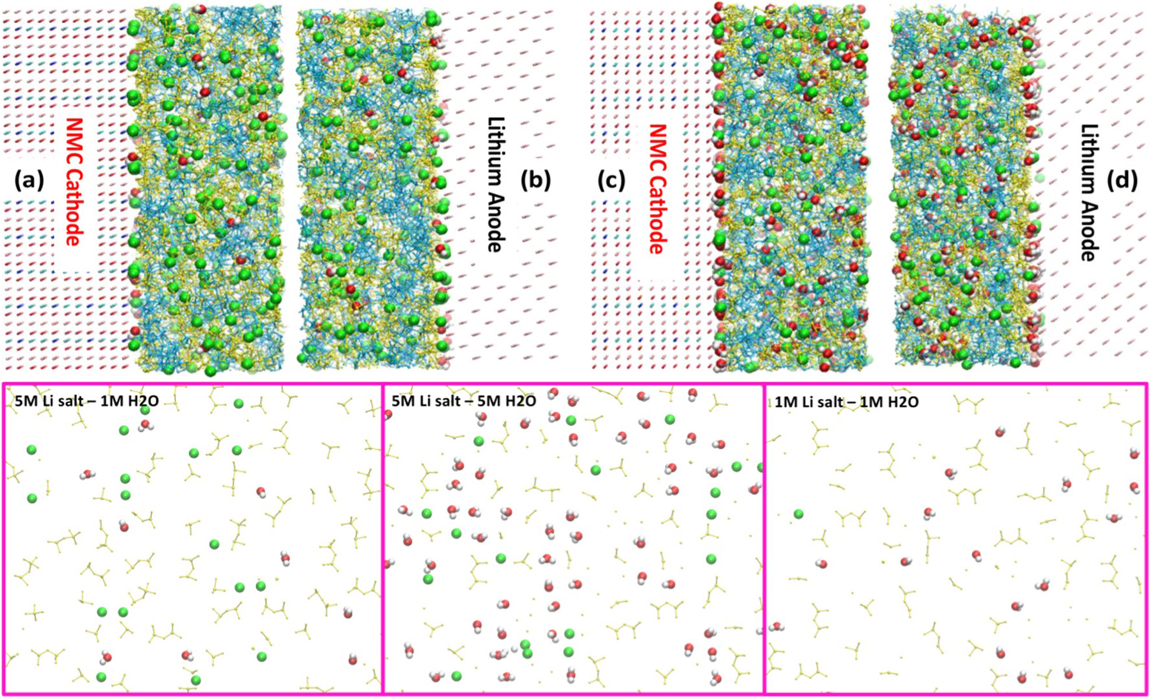 (a)
NMC Cathode
Lithium Anode
(b)
(c)
NMC Cathode
Lithium Anode
(d)
5M Li salt – 1M H2O
5M Li salt – 5M H2O
1M Li salt – 1M H2O